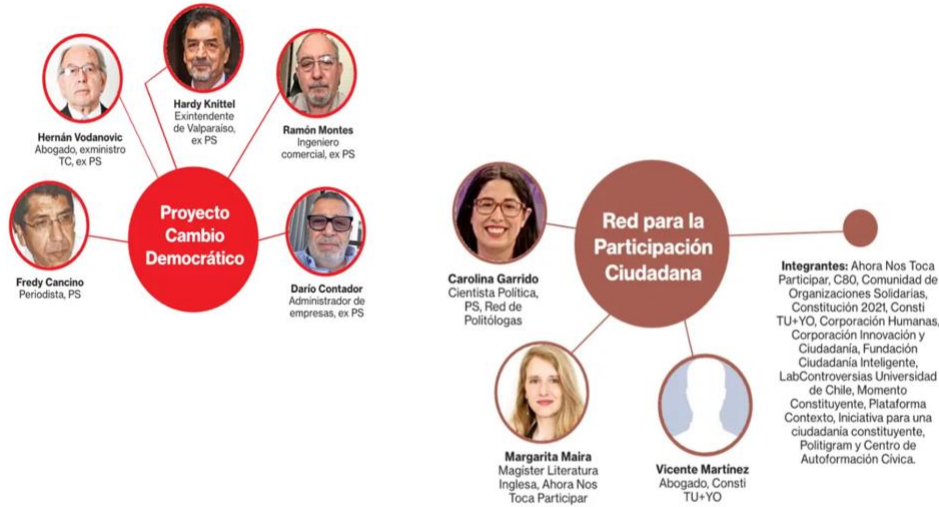 Hardy Knittel
Exintendente
de Valparaíso,
ex PS
Hernán Vodanovic
Abogado, exministro
TC, ex PS
Ramón Montes
Ingeniero
comercial, ex PS
Proyecto
Cambio
Democrático
Fredy Cancino
Periodista, PS
Darío Contador
Administrador de
empresas, ex PS
Red para la
Participación
Ciudadana
Carolina Garrido
Cientista Política,
PS, Red de
Politólogas
Margarita Maira
Magíster Literatura
Inglesa, Ahora Nos
Toca Participar
Vicente Martínez
Abogado, Consti
TU+YO
Integrantes: Ahora Nos Toca
Participar, C80, Comunidad de
Organizaciones Solidarias,
Constitución 2021, Consti
TU+YO, Corporación Humanas,
Corporación Innovación y
Ciudadanía, Fundación
Ciudadanía Inteligente,
LabControversias Universidad
de Chile, Momento
Constituyente, Plataforma
Contexto, Iniciativa para una
ciudadanía constituyente,
Politigram y Centro de
Autoformación Cívica.